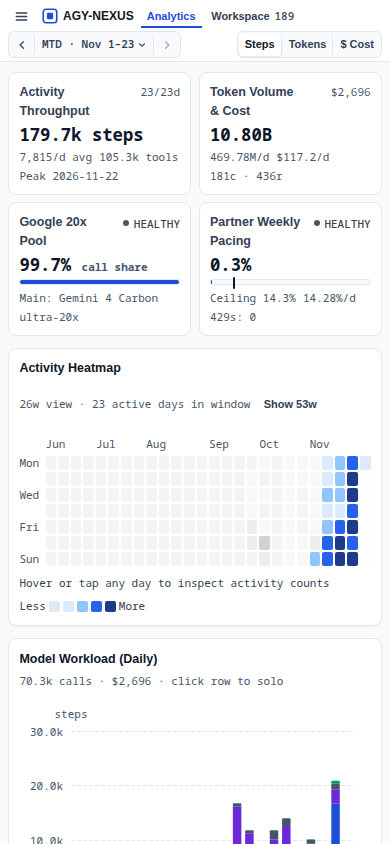 AGY-NEXUS Analytics Workspace 189
MTD · Nov 1-23 Steps Tokens $ Cost
Activity Throughput 23/23d
179.7k steps
7,815/d avg 105.3k tools
Peak 2026-11-22
Token Volume & Cost $2,696
10.80B
469.78M/d $117.2/d
181c · 436r
Google 20x Pool HEALTHY
99.7% call share
Main: Gemini 4 Carbon
ultra-20x
Partner Weekly Pacing HEALTHY
0.3%
Ceiling 14.3% 14.28%/d
429s: 0
Activity Heatmap
26w view · 23 active days in window Show 53w
Jun Jul Aug Sep Oct Nov
Mon
Wed
Fri
Sun
Hover or tap any day to inspect activity counts
Less More
Model Workload (Daily)
70.3k calls · $2,696 · click row to solo
steps
30.0k
20.0k
10.0k